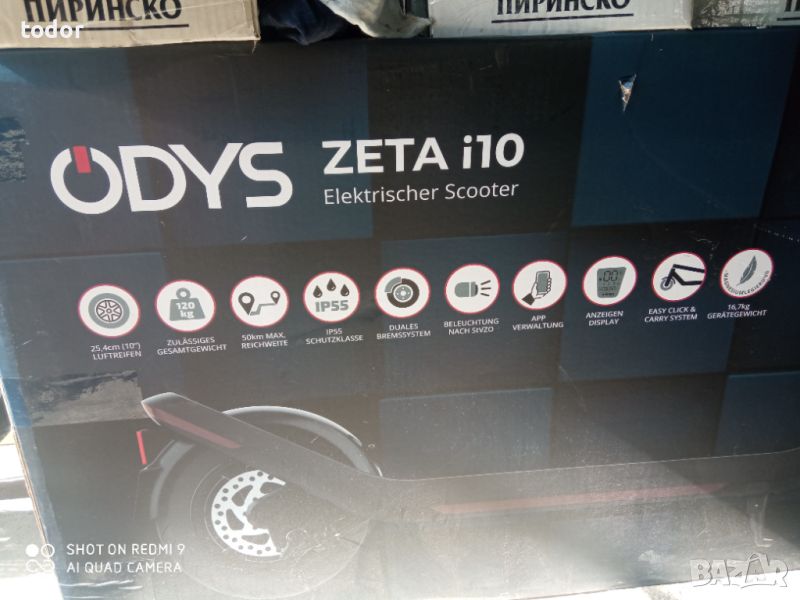 ПИРИНСКО
ПИРИНСКО
todor
ODYS
ZETA i10
Elektrischer Scooter
120
kg
IP55
25,4cm (10")
LUFTREIFEN
ZULÄSSIGES
GESAMTGEWICHT
50km MAX.
REICHWEITE
IP55
SCHUTZKLASSE
DUALES
BREMSSYSTEM
BELEUCHTUNG
NACH StVZO
APP
VERWALTUNG
ANZEIGEN
DISPLAY
EASY CLICK &
CARRY SYSTEM
MAGNESIUMLEGIERUNG
16,7kg
GERÄTEGEWICHT
SHOT ON REDMI 9
AI QUAD CAMERA
BAZAR